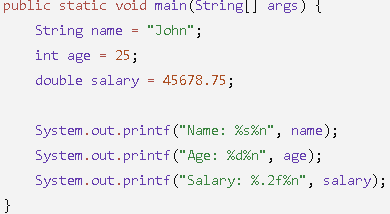 public static void main(String[] args) {
    String name = "John";
    int age = 25;
    double salary = 45678.75;

    System.out.printf("Name: %s%n", name);
    System.out.printf("Age: %d%n", age);
    System.out.printf("Salary: %.2f%n", salary);
}